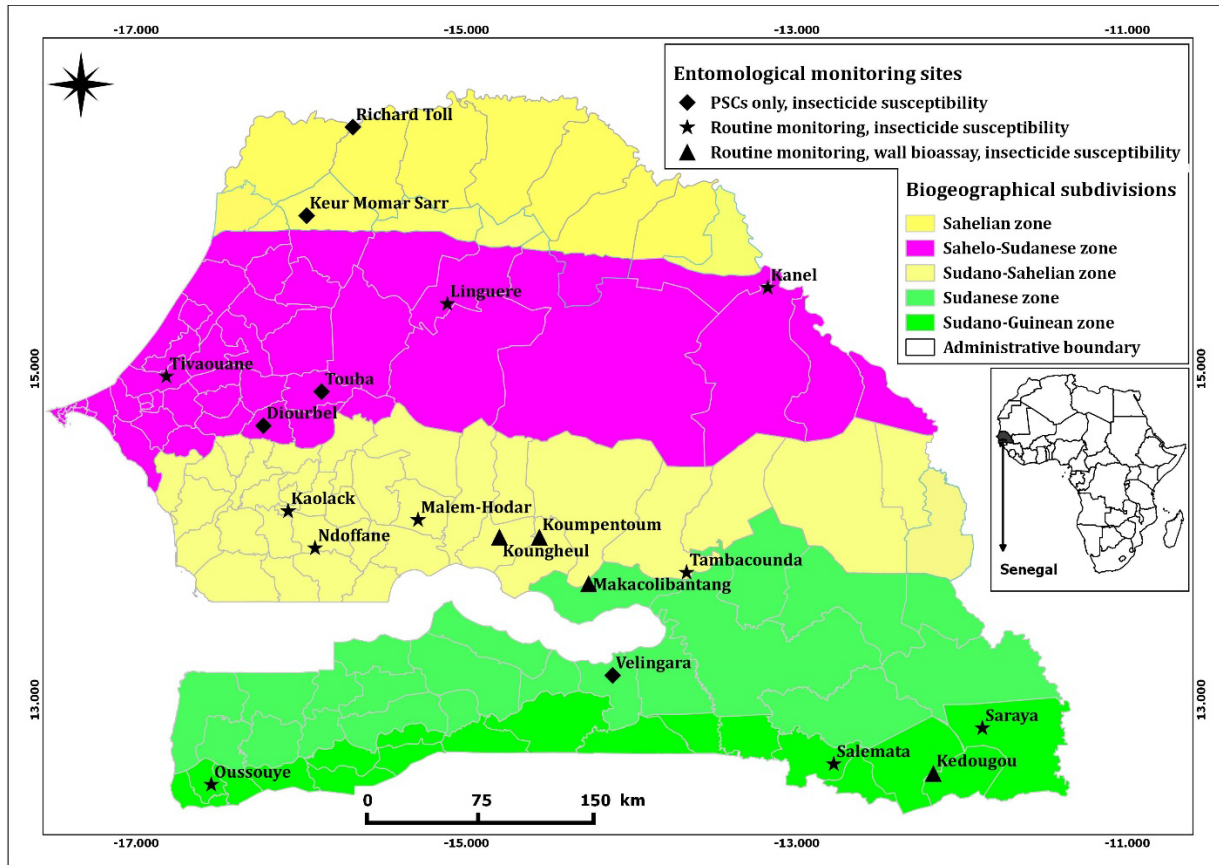 -17.000
-15.000
-13.000
-11.000
Entomological monitoring sites
PSCs only, insecticide susceptibility
Routine monitoring, insecticide susceptibility
Routine monitoring, wall bioassay, insecticide susceptibility
Biogeographical subdivisions
Sahelian zone
Sahelo-Sudanese zone
Sudano-Sahelian zone
Sudanese zone
Sudano-Guinean zone
Administrative boundary
Richard Toll
Keur Momar Sarr
Kanel
Linguere
Tivaouane
Touba
Diourbel
15.000
15.000
Senegal
Kaolack
Malem-Hodar
Koumpentoum
Ndoffane
Koungheul
Tambacounda
Makacolibantang
Velingara
13.000
13.000
Saraya
Salemata
Kedougou
Oussouye
0 75 150 km
-17.000
-15.000
-13.000
-11.000